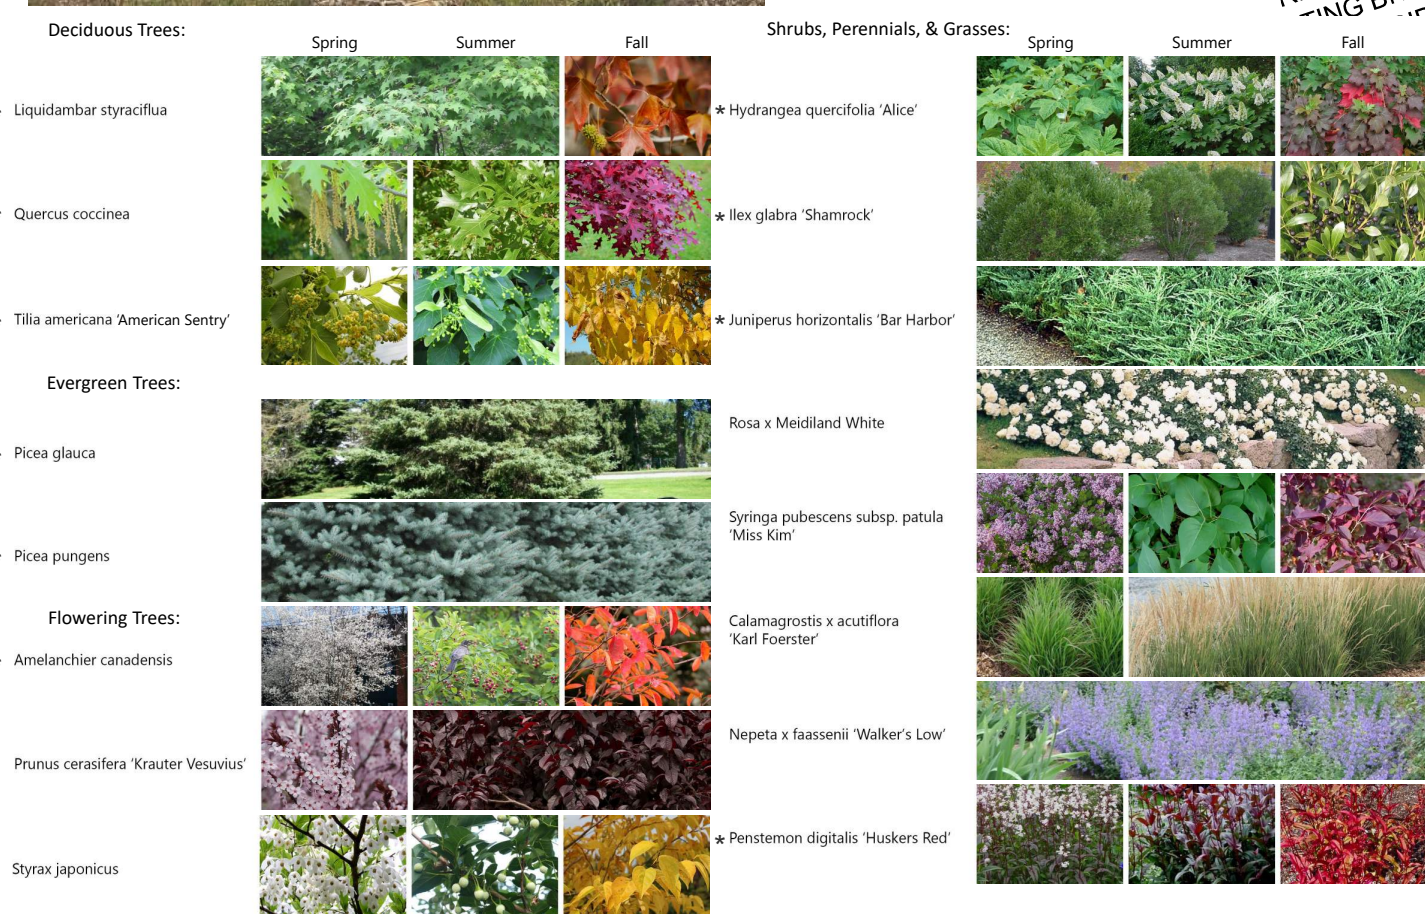 Deciduous Trees:
Spring Summer Fall
Liquidambar styraciflua
Quercus coccinea
Tilia americana 'American Sentry'
Evergreen Trees:
Picea glauca
Picea pungens
Flowering Trees:
Amelanchier canadensis
Prunus cerasifera 'Krauter Vesuvius'
Styrax japonicus
Shrubs, Perennials, & Grasses:
Spring Summer Fall
* Hydrangea quercifolia 'Alice'
* Ilex glabra 'Shamrock'
* Juniperus horizontalis 'Bar Harbor'
Rosa x Meidiland White
Syringa pubescens subsp. patula
'Miss Kim'
Calamagrostis x acutiflora
'Karl Foerster'
Nepeta x faassenii 'Walker's Low'
* Penstemon digitalis 'Huskers Red'